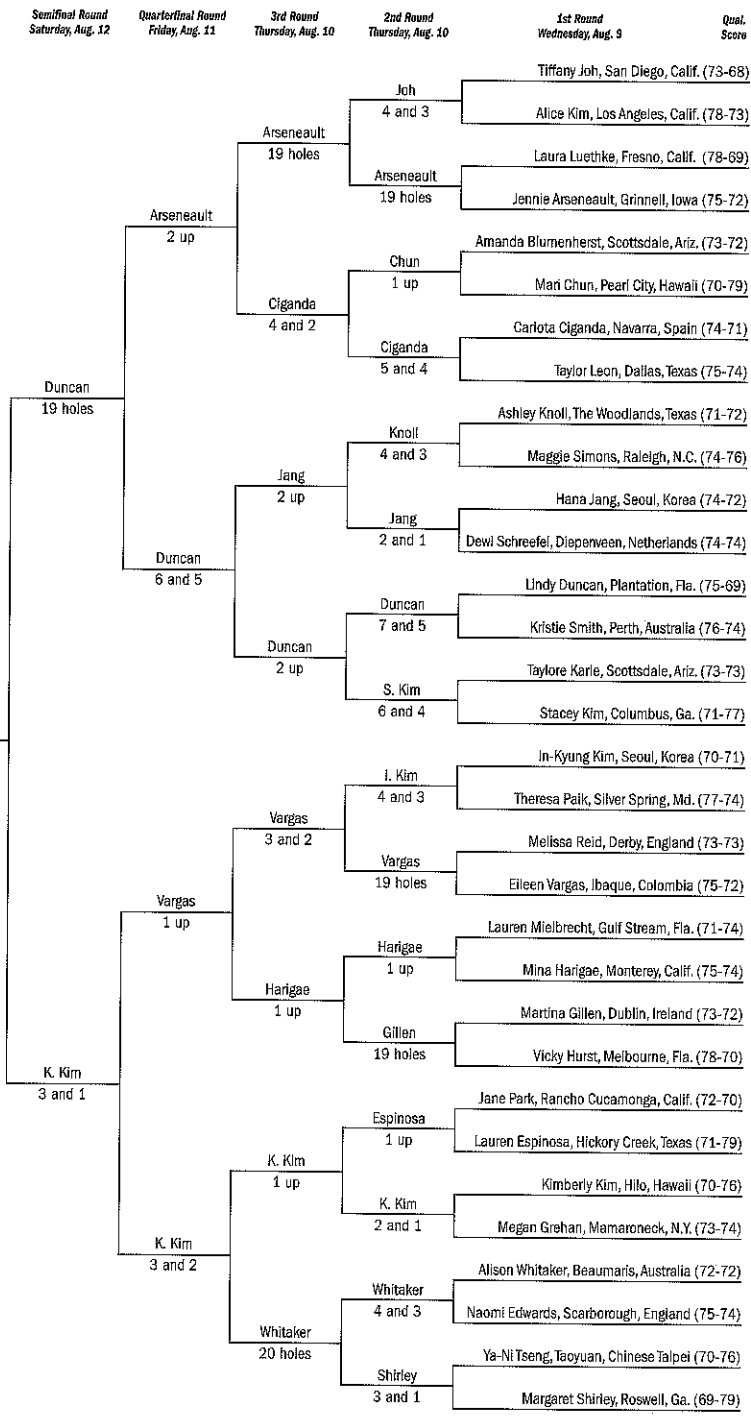 Semifinal Round Quarterfinal Round 3rd Round 2nd Round 1st Round Qual.
Saturday, Aug. 12 Friday, Aug. 11 Thursday, Aug. 10 Thursday, Aug. 10 Wednesday, Aug. 9 Score
Tiffany Joh, San Diego, Calif. (73-68)
Joh
4 and 3
Alice Kim, Los Angeles, Calif. (78-73)
Arseneault
19 holes
Laura Luethke, Fresno, Calif. (78-69)
Arseneault
19 holes
Jennie Arseneault, Grinnell, Iowa (75-72)
Arseneault
2 up
Amanda Blumenherst, Scottsdale, Ariz. (73-72)
Chun
1 up
Mari Chun, Pearl City, Hawaii (70-79)
Ciganda
4 and 2
Carlota Ciganda, Navarra, Spain (74-71)
Ciganda
5 and 4
Taylor Leon, Dallas, Texas (75-74)
Duncan
19 holes
Ashley Knoll, The Woodlands, Texas (71-72)
Knoll
4 and 3
Maggie Simons, Raleigh, N.C. (74-76)
Jang
2 up
Hana Jang, Seoul, Korea (74-72)
Jang
2 and 1
Dewi Schreefel, Diepenveen, Netherlands (74-74)
Duncan
6 and 5
Lindy Duncan, Plantation, Fla. (75-69)
Duncan
7 and 5
Kristie Smith, Perth, Australia (76-74)
Duncan
2 up
Taylore Karle, Scottsdale, Ariz. (73-73)
S. Kim
6 and 4
Stacey Kim, Columbus, Ga. (71-77)
In-Kyung Kim, Seoul, Korea (70-71)
I. Kim
4 and 3
Theresa Paik, Silver Spring, Md. (77-74)
Vargas
3 and 2
Melissa Reid, Derby, England (73-73)
Vargas
19 holes
Eileen Vargas, Ibaque, Colombia (75-72)
Vargas
1 up
Lauren Mielbrecht, Gulf Stream, Fla. (71-74)
Harigae
1 up
Mina Harigae, Monterey, Calif. (75-74)
Harigae
1 up
Martina Gillen, Dublin, Ireland (73-72)
Gillen
19 holes
Vicky Hurst, Melbourne, Fla. (78-70)
K. Kim
3 and 1
Jane Park, Rancho Cucamonga, Calif. (72-70)
Espinosa
1 up
Lauren Espinosa, Hickory Creek, Texas (71-79)
K. Kim
1 up
Kimberly Kim, Hilo, Hawaii (70-76)
K. Kim
2 and 1
Megan Grehan, Mamaroneck, N.Y. (73-74)
K. Kim
3 and 2
Alison Whitaker, Beaumaris, Australia (72-72)
Whitaker
4 and 3
Naomi Edwards, Scarborough, England (75-74)
Whitaker
20 holes
Ya-Ni Tseng, Taoyuan, Chinese Taipei (70-76)
Shirley
3 and 1
Margaret Shirley, Roswell, Ga. (69-79)